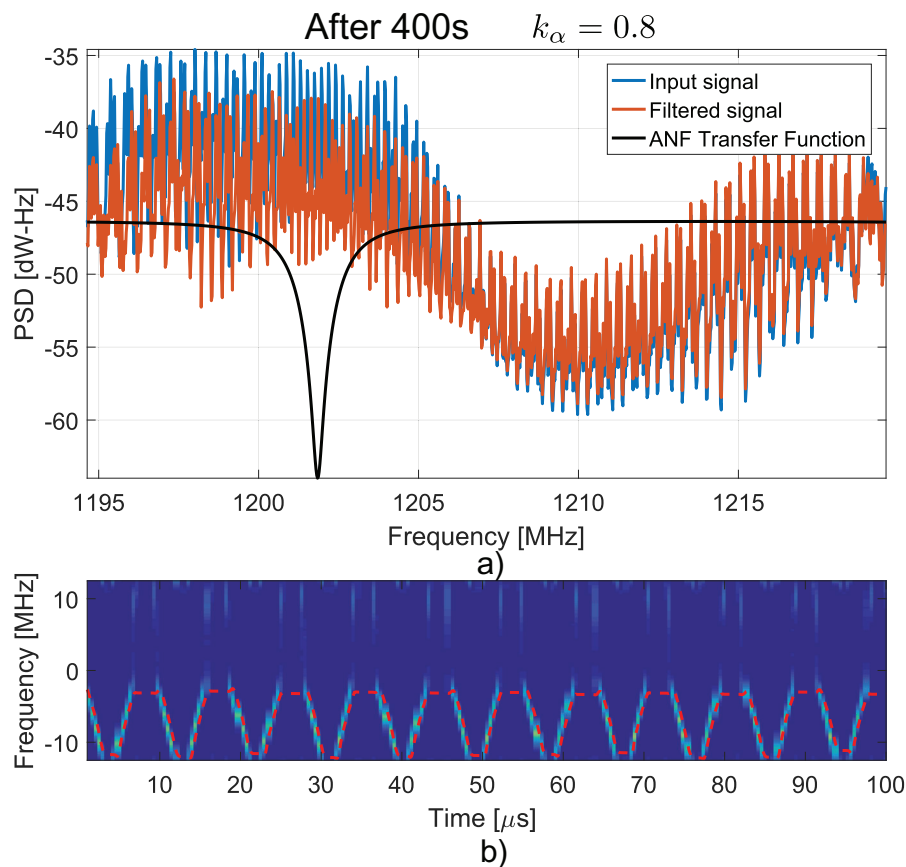 After 400s k_α = 0.8
-35
-40
-45
-50
-55
-60
PSD [dW-Hz]
Input signal
Filtered signal
ANF Transfer Function
1195 1200 1205 1210 1215
Frequency [MHz]
a)
10
0
-10
Frequency [MHz]
10 20 30 40 50 60 70 80 90 100
Time [μs]
b)